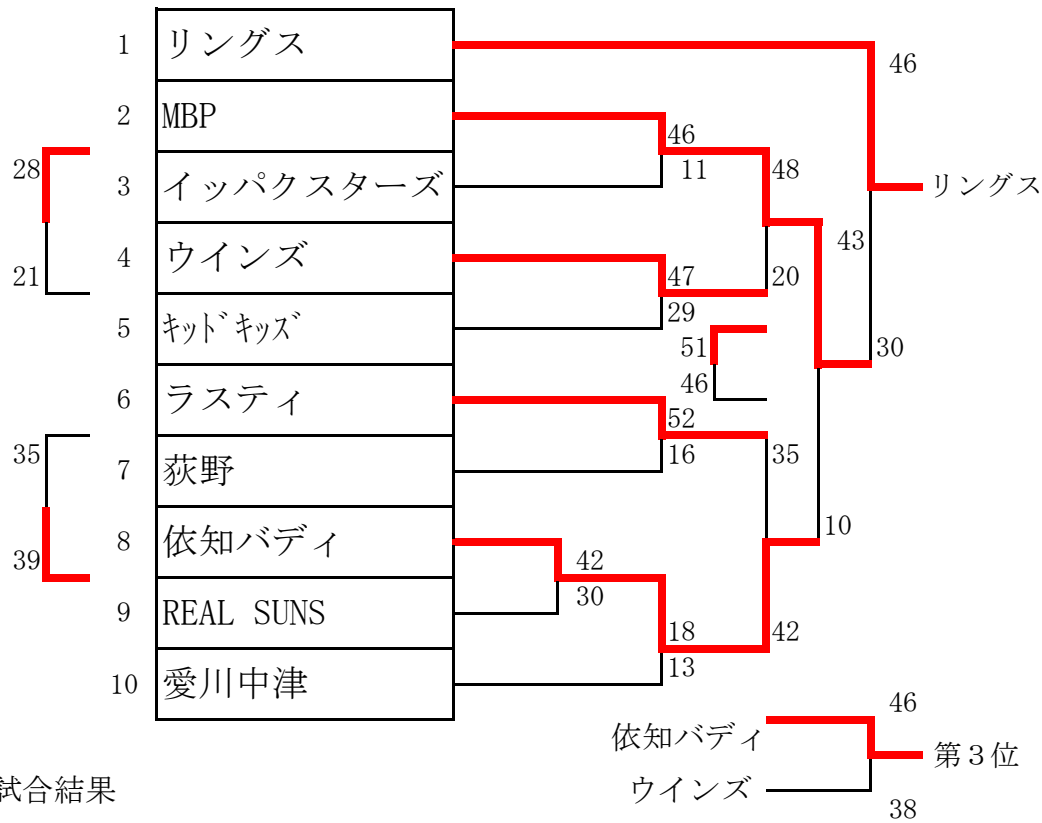 1 リングス 46
2 MBP 46
28 3 イッパクスターズ 11 48 リングス
4 ウインズ 43
21 47 20
5 ｷｯﾄﾞｷｯｽﾞ 29
51 30
46
6 ラスティ 52
35 7 荻野 16 35
8 依知バディ 10
39 42
9 REAL SUNS 30
18 42
10 愛川中津 13
46
依知バディ 第３位
ウインズ 38
試合結果